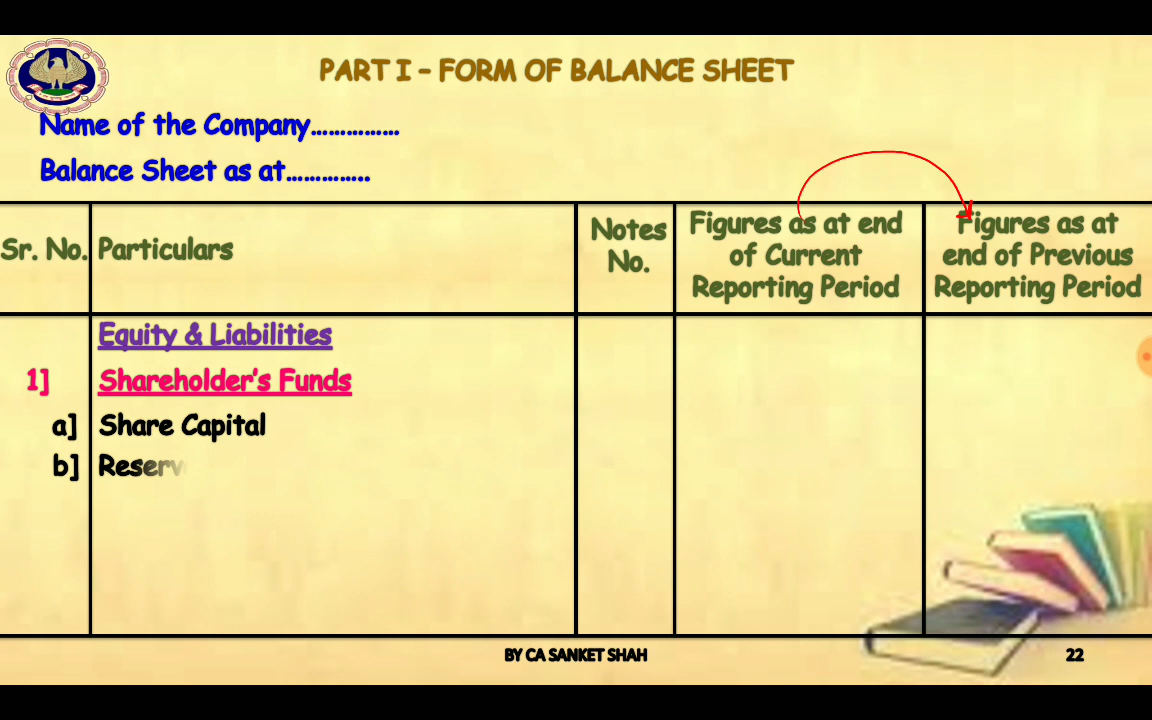 PART I – FORM OF BALANCE SHEET
Name of the Company……………
Balance Sheet as at…………..
Sr. No. Particulars Notes No. Figures as at end of Current Reporting Period Figures as at end of Previous Reporting Period
Equity & Liabilities
1] Shareholder's Funds
a] Share Capital
b] Reserv
BY CA SANKET SHAH 22